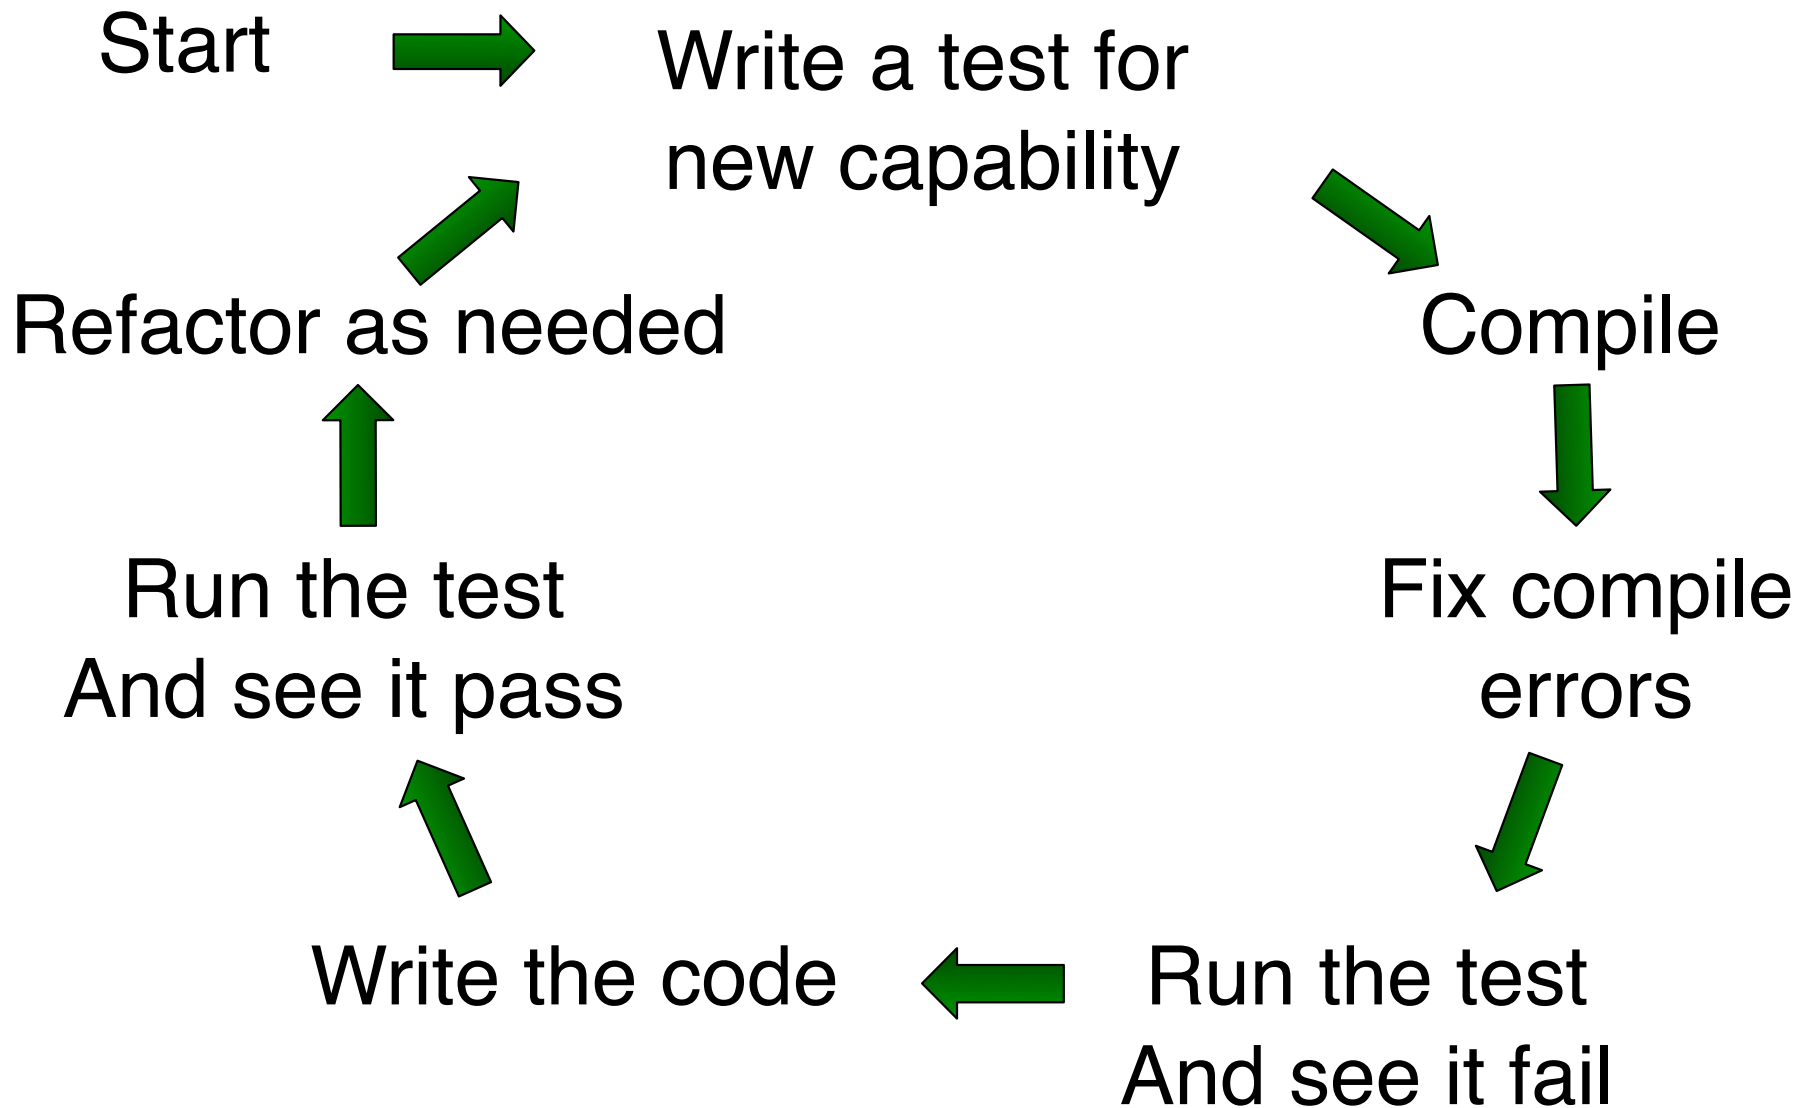 Start
Write a test for
new capability
Compile
Fix compile
errors
Run the test
And see it fail
Write the code
Run the test
And see it pass
Refactor as needed